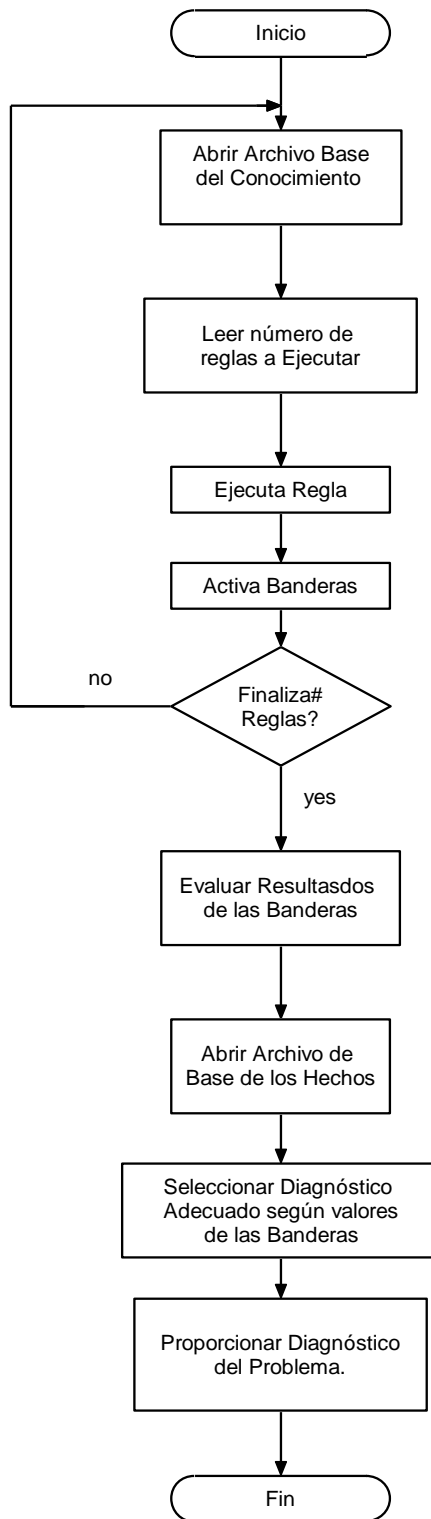 Inicio
Abrir Archivo Base
del Conocimiento
Leer número de
reglas a Ejecutar
Ejecuta Regla
Activa Banderas
no
Finaliza#
Reglas?
yes
Evaluar Resultasdos
de las Banderas
Abrir Archivo de
Base de los Hechos
Seleccionar Diagnóstico
Adecuado según valores
de las Banderas
Proporcionar Diagnóstico
del Problema.
Fin